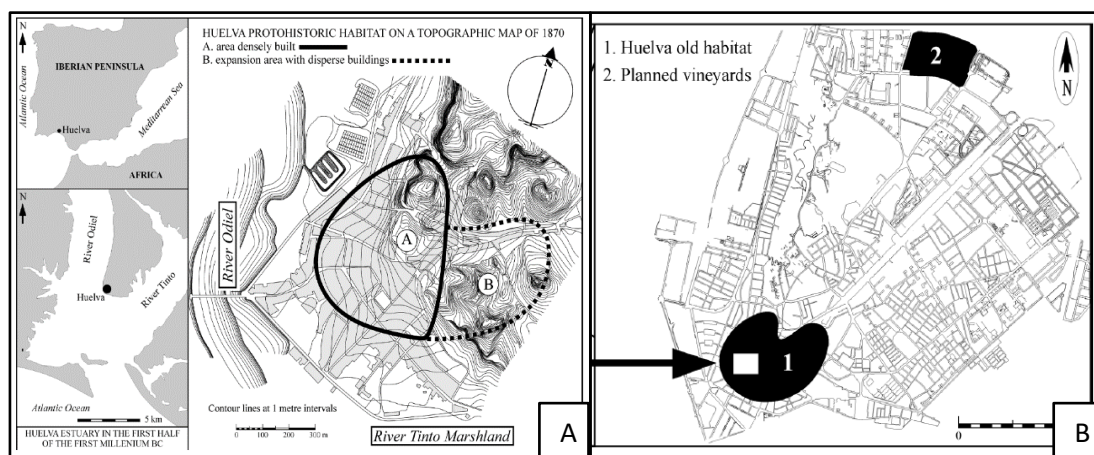 N
IBERIAN PENINSULA
Atlantic Ocean
Meditarrean Sea
Huelva
AFRICA
N
River Odiel
Huelva
River Tinto
Atlantic Ocean
5 km
HUELVA ESTUARY IN THE FIRST HALF
OF THE FIRST MILLENIUM BC
HUELVA PROTOHISTORIC HABITAT ON A TOPOGRAPHIC MAP OF 1870
A. area densely built
B. expansion area with disperse buildings
N
River Odiel
A
B
Contour lines at 1 metre intervals
0 100 200 300 m
River Tinto Marshland
A
1. Huelva old habitat
2. Planned vineyards
2
N
1
0
B